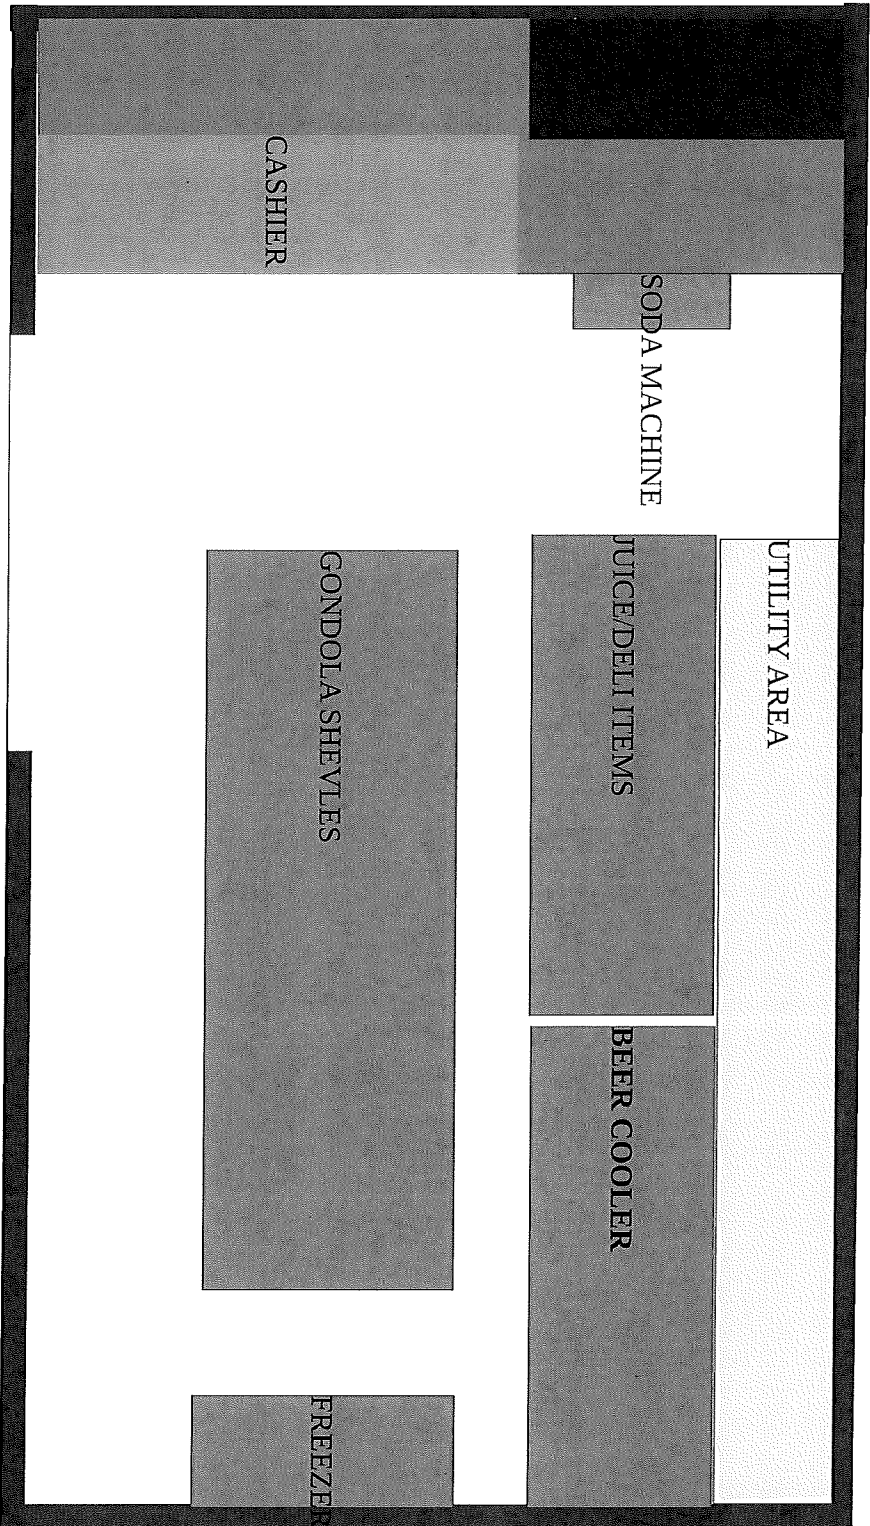 CASHIER
SODA MACHINE
UTILITY AREA
JUICE/DELI ITEMS
GONDOLA SHEVLES
BEER COOLER
FREEZER